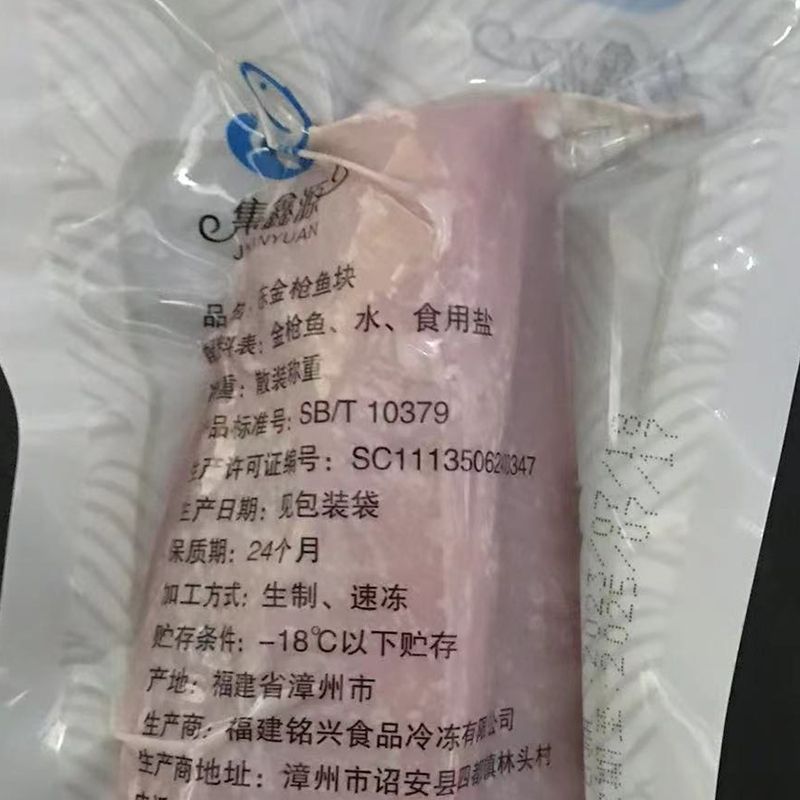 集鑫源
JIXINYUAN
品名:冻金枪鱼块
配料表:金枪鱼、水、食用盐
净重:散装称重
产品标准号:SB/T 10379
生产许可证编号:SC11135062
生产日期:见包装袋
保质期:24个月
加工方式:生制、速冻
贮存条件:-18℃以下贮存
产地:福建省漳州市
生产商:福建铭兴食品冷冻有限公司
生产商地址:漳州市诏安县四都镇林头村